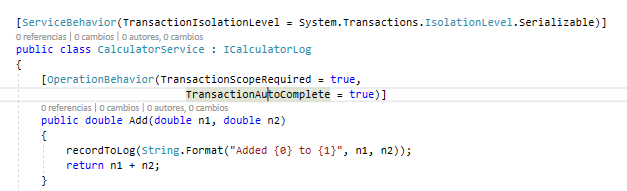 [ServiceBehavior(TransactionIsolationLevel = System.Transactions.IsolationLevel.Serializable)]
0 referencias | 0 cambios | 0 autores, 0 cambios
public class CalculatorService : ICalculatorLog
{
[OperationBehavior(TransactionScopeRequired = true,
TransactionAutoComplete = true)]
0 referencias | 0 cambios | 0 autores, 0 cambios
public double Add(double n1, double n2)
{
recordToLog(String.Format("Added {0} to {1}", n1, n2));
return n1 + n2;
}